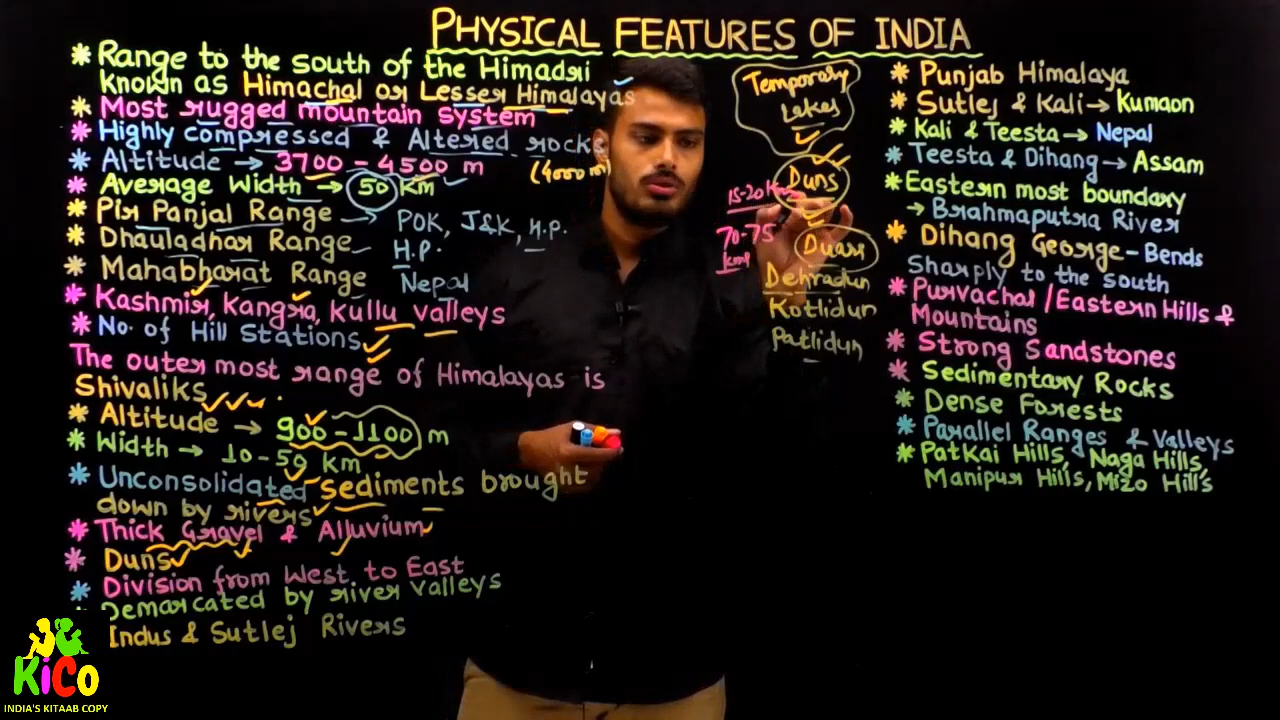 PHYSICAL FEATURES OF INDIA
* Range to the south of the Himadri
known as Himachal or Lesser Himalayas
* Most rugged mountain system
* Highly compressed & Altered rocks
* Altitude → 3700 - 4500 m
(4000m)
* Average Width → 50 Km
* Pir Panjal Range → POK, J&K, H.P.
* Dhauladhar Range - H.P.
* Mahabharat Range Nepal
* Kashmir, Kangra, Kullu valleys
* No. of Hill Stations
The outer most range of Himalayas is
Shivaliks
* Altitude → 900 - 1100 m
* Width → 10 - 50 km
* Unconsolidated sediments brought
down by rivers
* Thick Gravel & Alluvium
* Duns
* Division from West to East
* Demarcated by river valleys
Indus & Sutlej Rivers
Temporary
Lakes
Duns
15-20 Kms
70-75
Duars
Dehradun
Kotlidun
Patlidun
* Punjab Himalaya
* Sutlej & Kali → Kumaon
* Kali & Teesta → Nepal
* Teesta & Dihang → Assam
* Eastern most boundary
→ Brahmaputra River
* Dihang George - Bends
Sharply to the south
* Purvachal / Eastern Hills &
Mountains
* Strong Sandstones
* Sedimentary Rocks
* Dense Forests
* Parallel Ranges & Valleys
* Patkai Hills, Naga Hills,
Manipur Hills, Mizo Hills
KiCo
INDIA'S KITAAB COPY